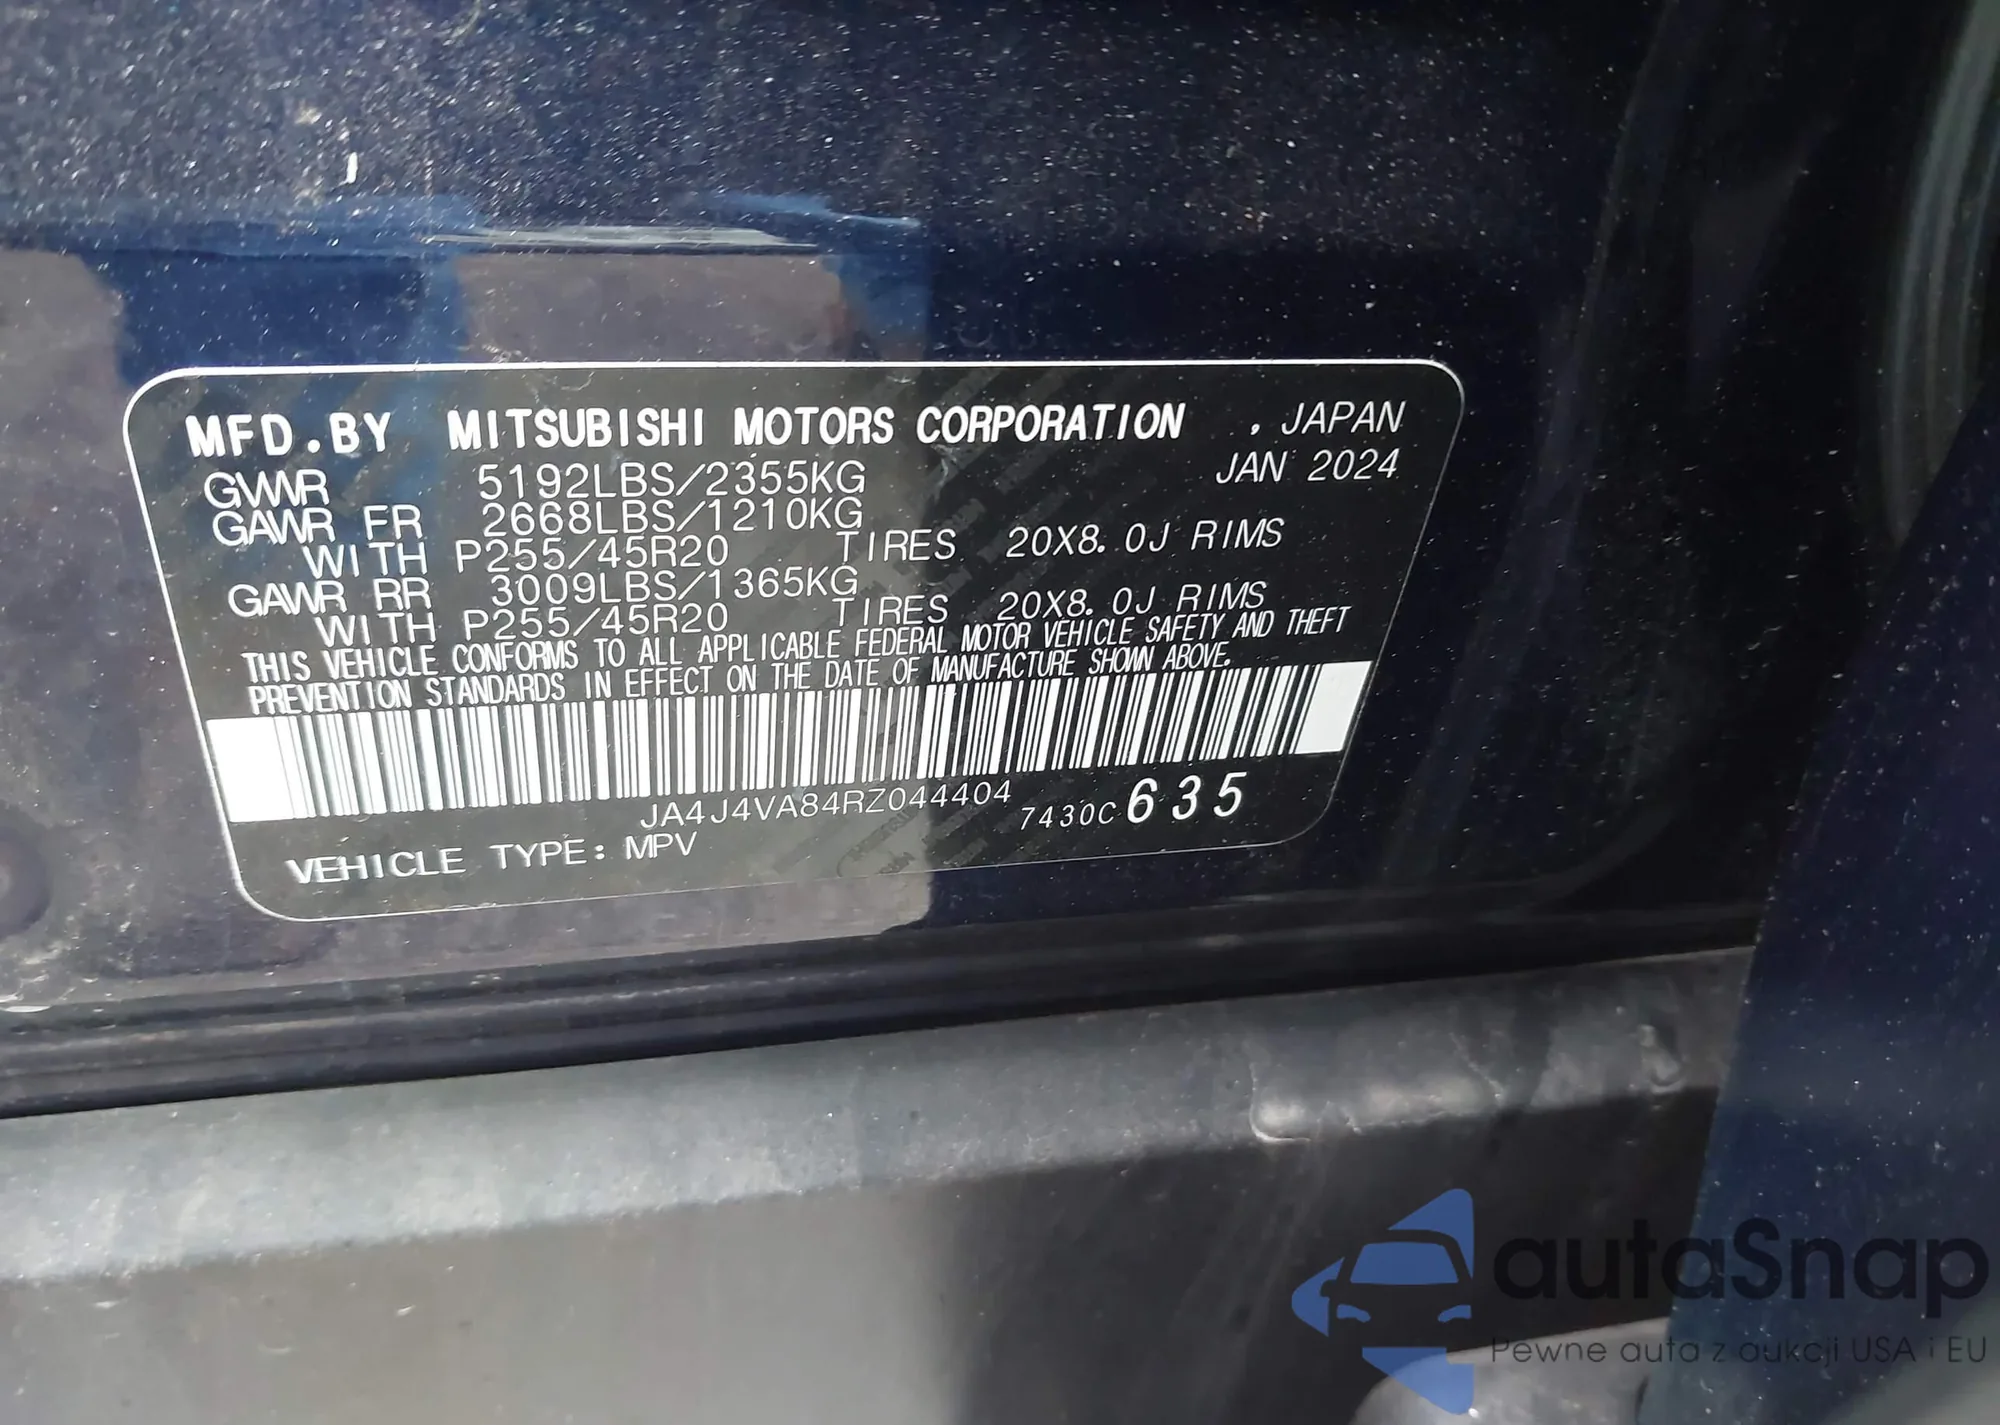 MFD.BY MITSUBISHI MOTORS CORPORATION , JAPAN
GVWR 5192LBS/2355KG JAN 2024
GAWR FR 2668LBS/1210KG
WITH P255/45R20 TIRES 20X8.0J RIMS
GAWR RR 3009LBS/1365KG
WITH P255/45R20 TIRES 20X8.0J RIMS
THIS VEHICLE CONFORMS TO ALL APPLICABLE FEDERAL MOTOR VEHICLE SAFETY AND THEFT
PREVENTION STANDARDS IN EFFECT ON THE DATE OF MANUFACTURE SHOWN ABOVE.
JA4J4VA84RZ044404 7430C 635
VEHICLE TYPE: MPV
autaSnap
Pewne auta z aukcji USA i EU